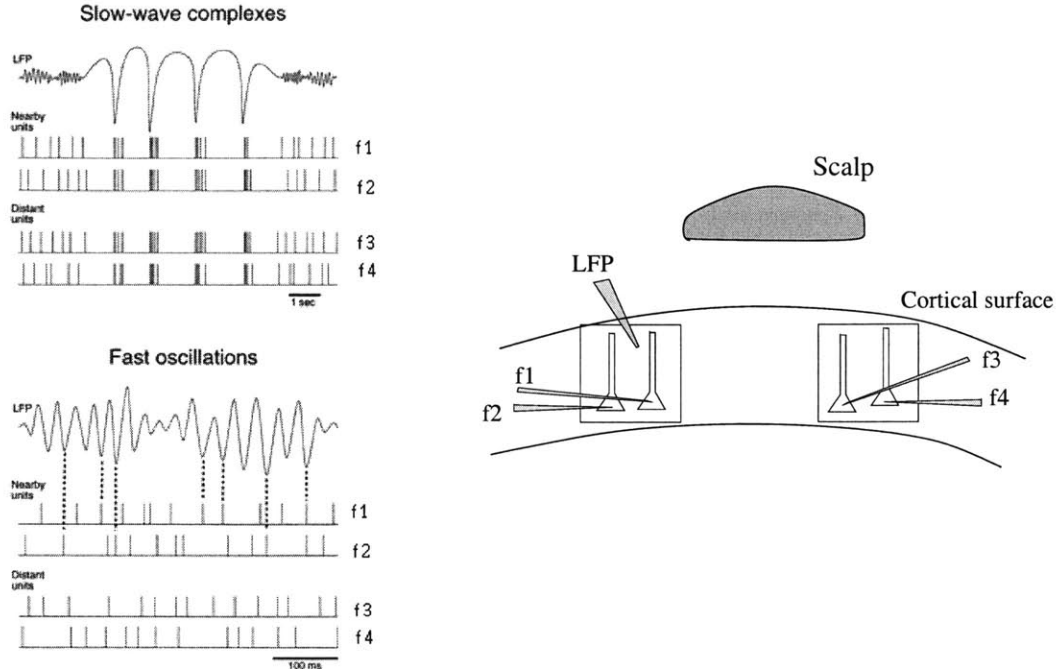 Slow-wave complexes
LFP
Nearby
units
f1
f2
Distant
units
f3
f4
1 sec
Fast oscillations
LFP
Nearby
units
f1
f2
Distant
units
f3
f4
100 ms
Scalp
LFP
Cortical surface
f1
f2
f3
f4